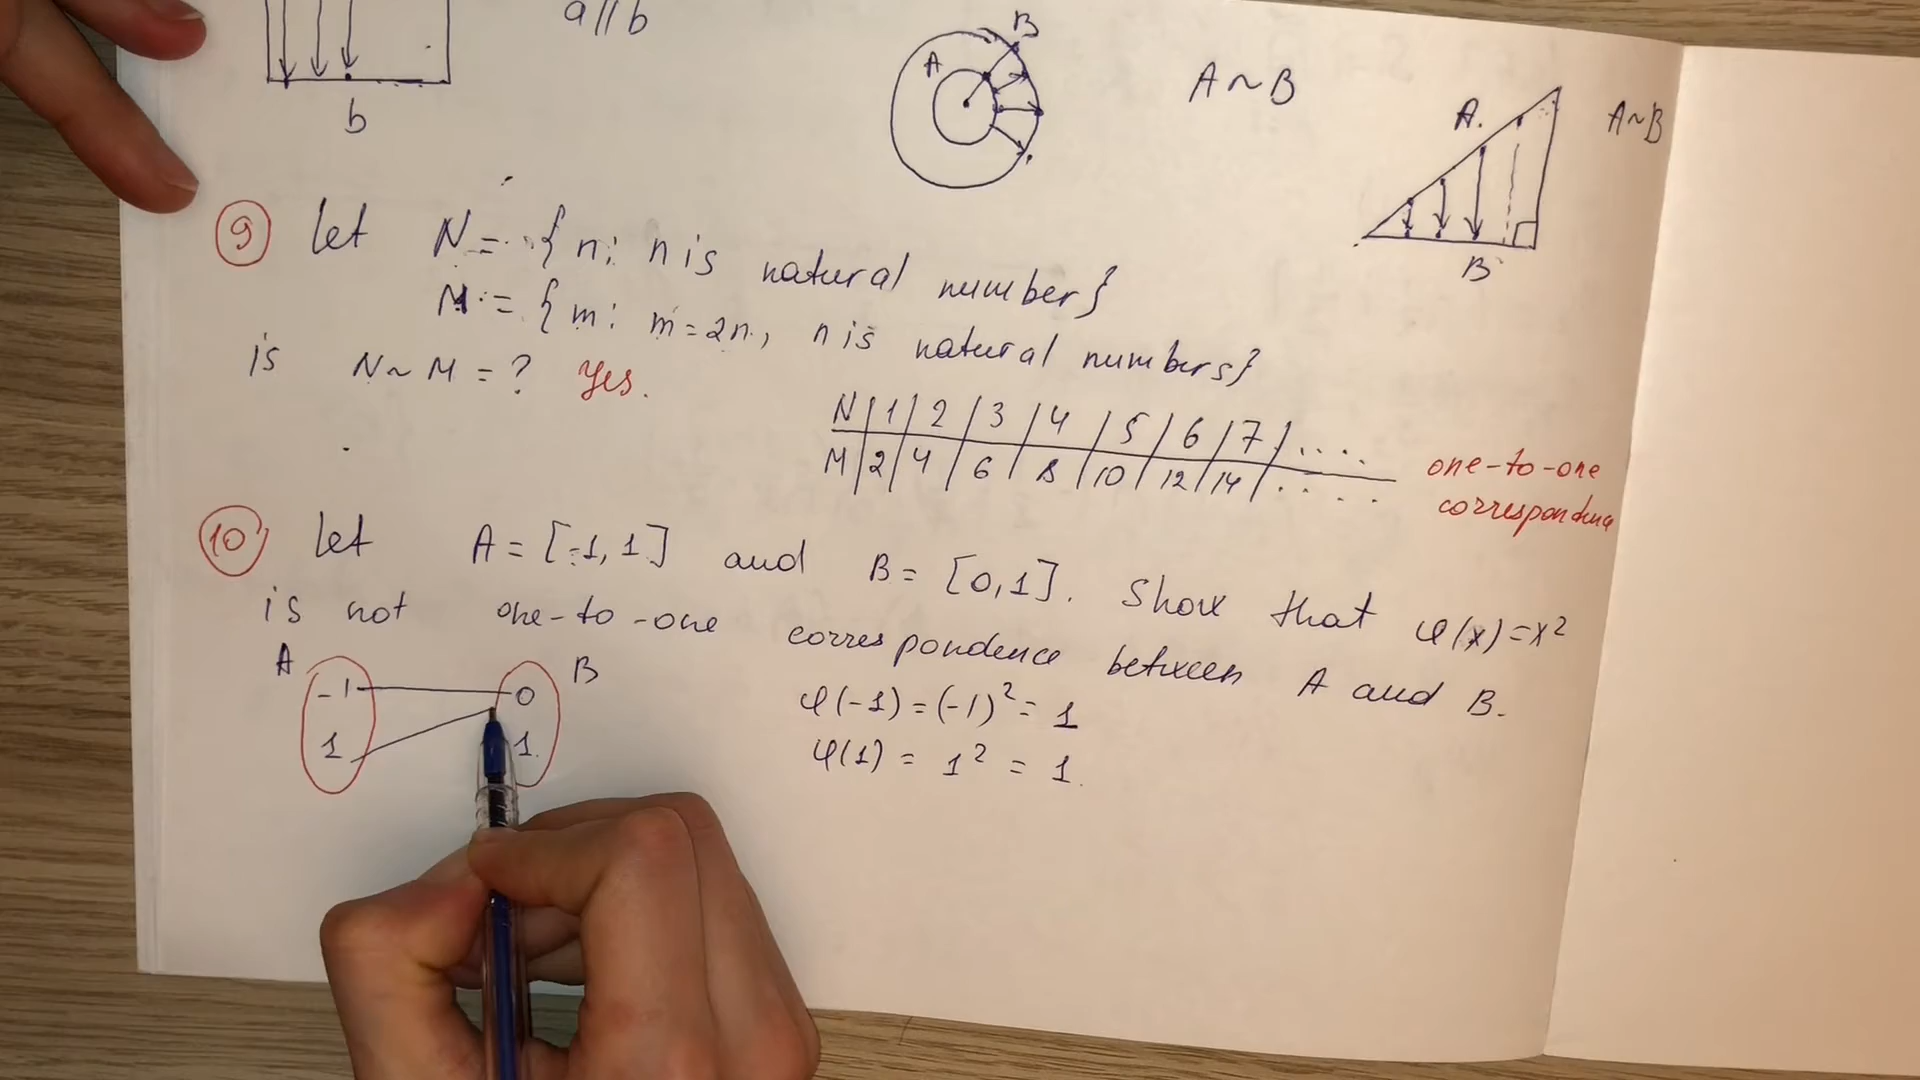 a // b
b
A
B
A ~ B
A.
A ~ B
B
9 Let N = { n: n is natural number}
M = { m: m = 2n, n is natural numbers}
is N ~ M = ? Yes.
N | 1 | 2 | 3 | 4 | 5 | 6 | 7 | ....
M | 2 | 4 | 6 | 8 | 10 | 12 | 14 | ....
one-to-one
correspondence
10 Let A = [-1, 1] and B = [0,1]. Show that φ(x) = x²
is not one-to-one correspondence between A and B.
A B
-1 0
1 1
φ(-1) = (-1)² = 1
φ(1) = 1² = 1.